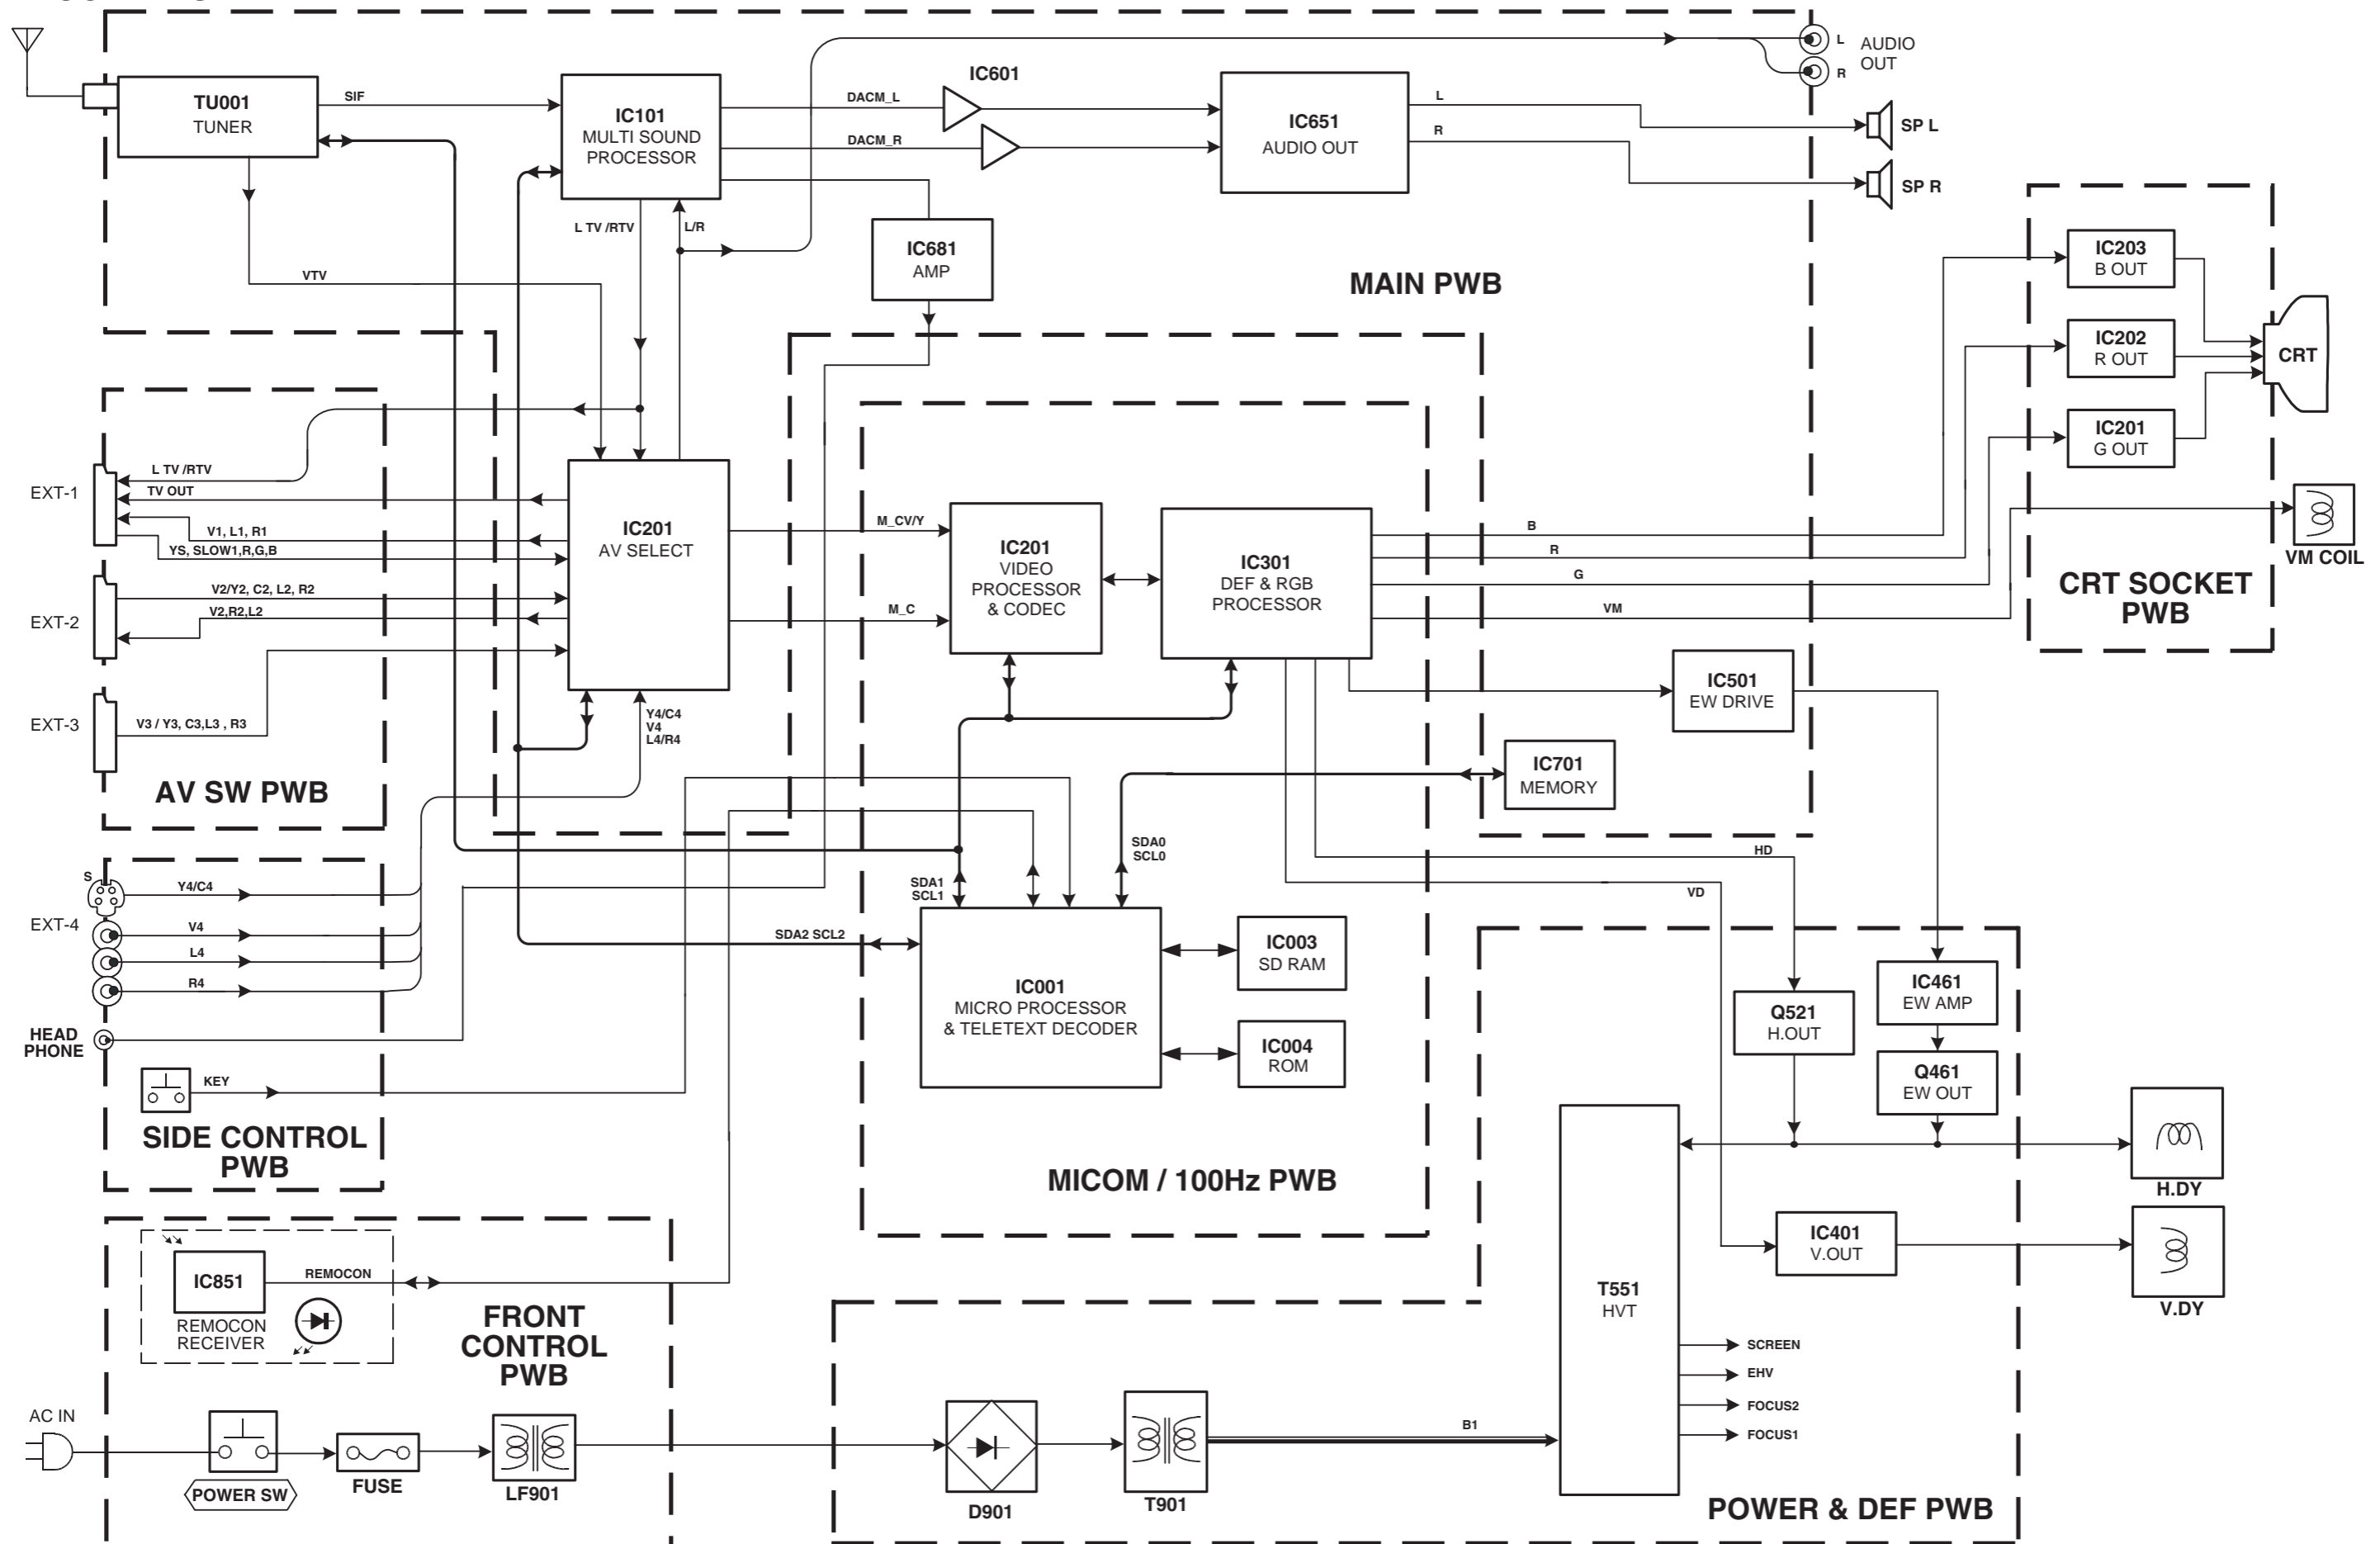 TU001
TUNER
SIF
IC101
MULTI SOUND
PROCESSOR
DACM_L
DACM_R
IC601
IC651
AUDIO OUT
L
R
L
R
AUDIO
OUT
SP L
SP R
L TV /RTV
L/R
VTV
IC681
AMP
MAIN PWB
IC203
B OUT
IC202
R OUT
IC201
G OUT
CRT
VM COIL
CRT SOCKET
PWB
EXT-1
L TV /RTV
TV OUT
V1, L1, R1
YS, SLOW1,R,G,B
EXT-2
V2/Y2, C2, L2, R2
V2,R2,L2
EXT-3
V3 / Y3, C3,L3 , R3
AV SW PWB
IC201
AV SELECT
Y4/C4
V4
L4/R4
M_CV/Y
M_C
IC201
VIDEO
PROCESSOR
& CODEC
IC301
DEF & RGB
PROCESSOR
B
R
G
VM
IC501
EW DRIVE
IC701
MEMORY
SDA0
SCL0
HD
VD
S
EXT-4
Y4/C4
V4
L4
R4
HEAD
PHONE
KEY
SIDE CONTROL
PWB
SDA1
SCL1
SDA2 SCL2
IC001
MICRO PROCESSOR
& TELETEXT DECODER
IC003
SD RAM
IC004
ROM
MICOM / 100Hz PWB
Q521
H.OUT
IC461
EW AMP
Q461
EW OUT
H.DY
IC401
V.OUT
V.DY
T551
HVT
SCREEN
EHV
FOCUS2
FOCUS1
IC851
REMOCON
RECEIVER
REMOCON
FRONT
CONTROL
PWB
AC IN
POWER SW
FUSE
LF901
D901
T901
B1
POWER & DEF PWB